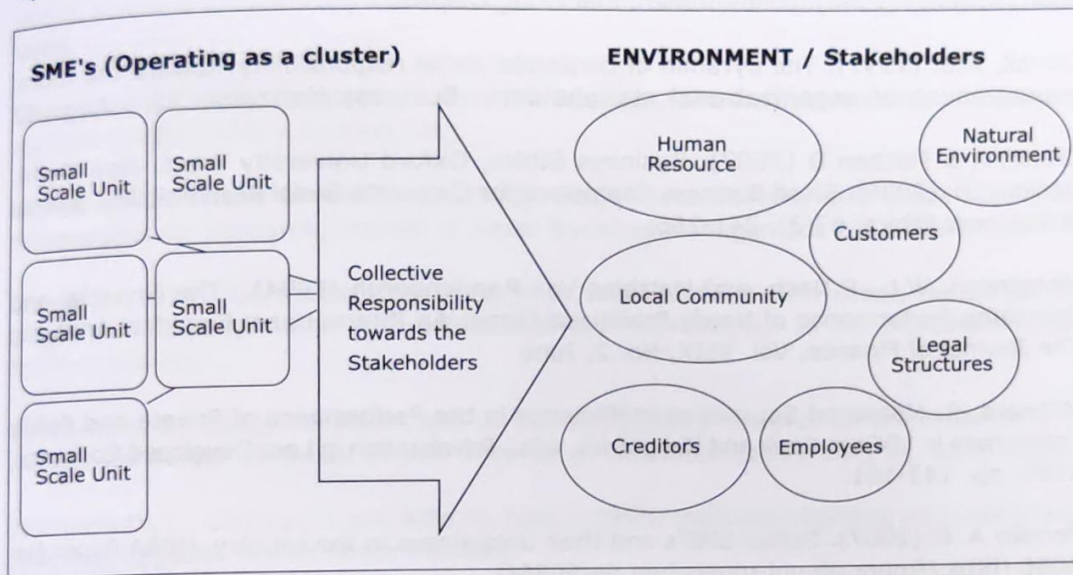 SME's (Operating as a cluster)
ENVIRONMENT / Stakeholders
Small
Scale Unit
Small
Scale Unit
Small
Scale Unit
Small
Scale Unit
Small
Scale Unit
Collective
Responsibility
towards the
Stakeholders
Human
Resource
Natural
Environment
Customers
Local Community
Legal
Structures
Creditors
Employees